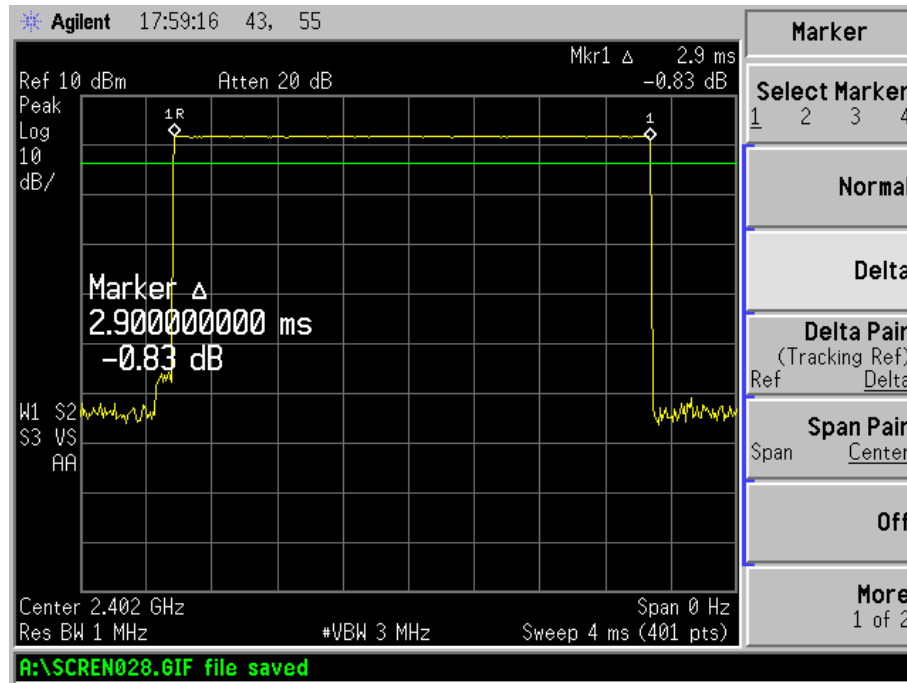 Agilent 17:59:16 43, 55
Mkr1 Δ 2.9 ms
Ref 10 dBm Atten 20 dB -0.83 dB
Peak
Log
10
dB/
1R
1
Marker Δ
2.900000000 ms
-0.83 dB
W1 S2
S3 VS
AA
Center 2.402 GHz Span 0 Hz
Res BW 1 MHz #VBW 3 MHz Sweep 4 ms (401 pts)
A:\SCREN028.GIF file saved
Marker
Select Marker
1 2 3 4
Normal
Delta
Delta Pair
(Tracking Ref)
Ref Delta
Span Pair
Span Center
Off
More
1 of 2